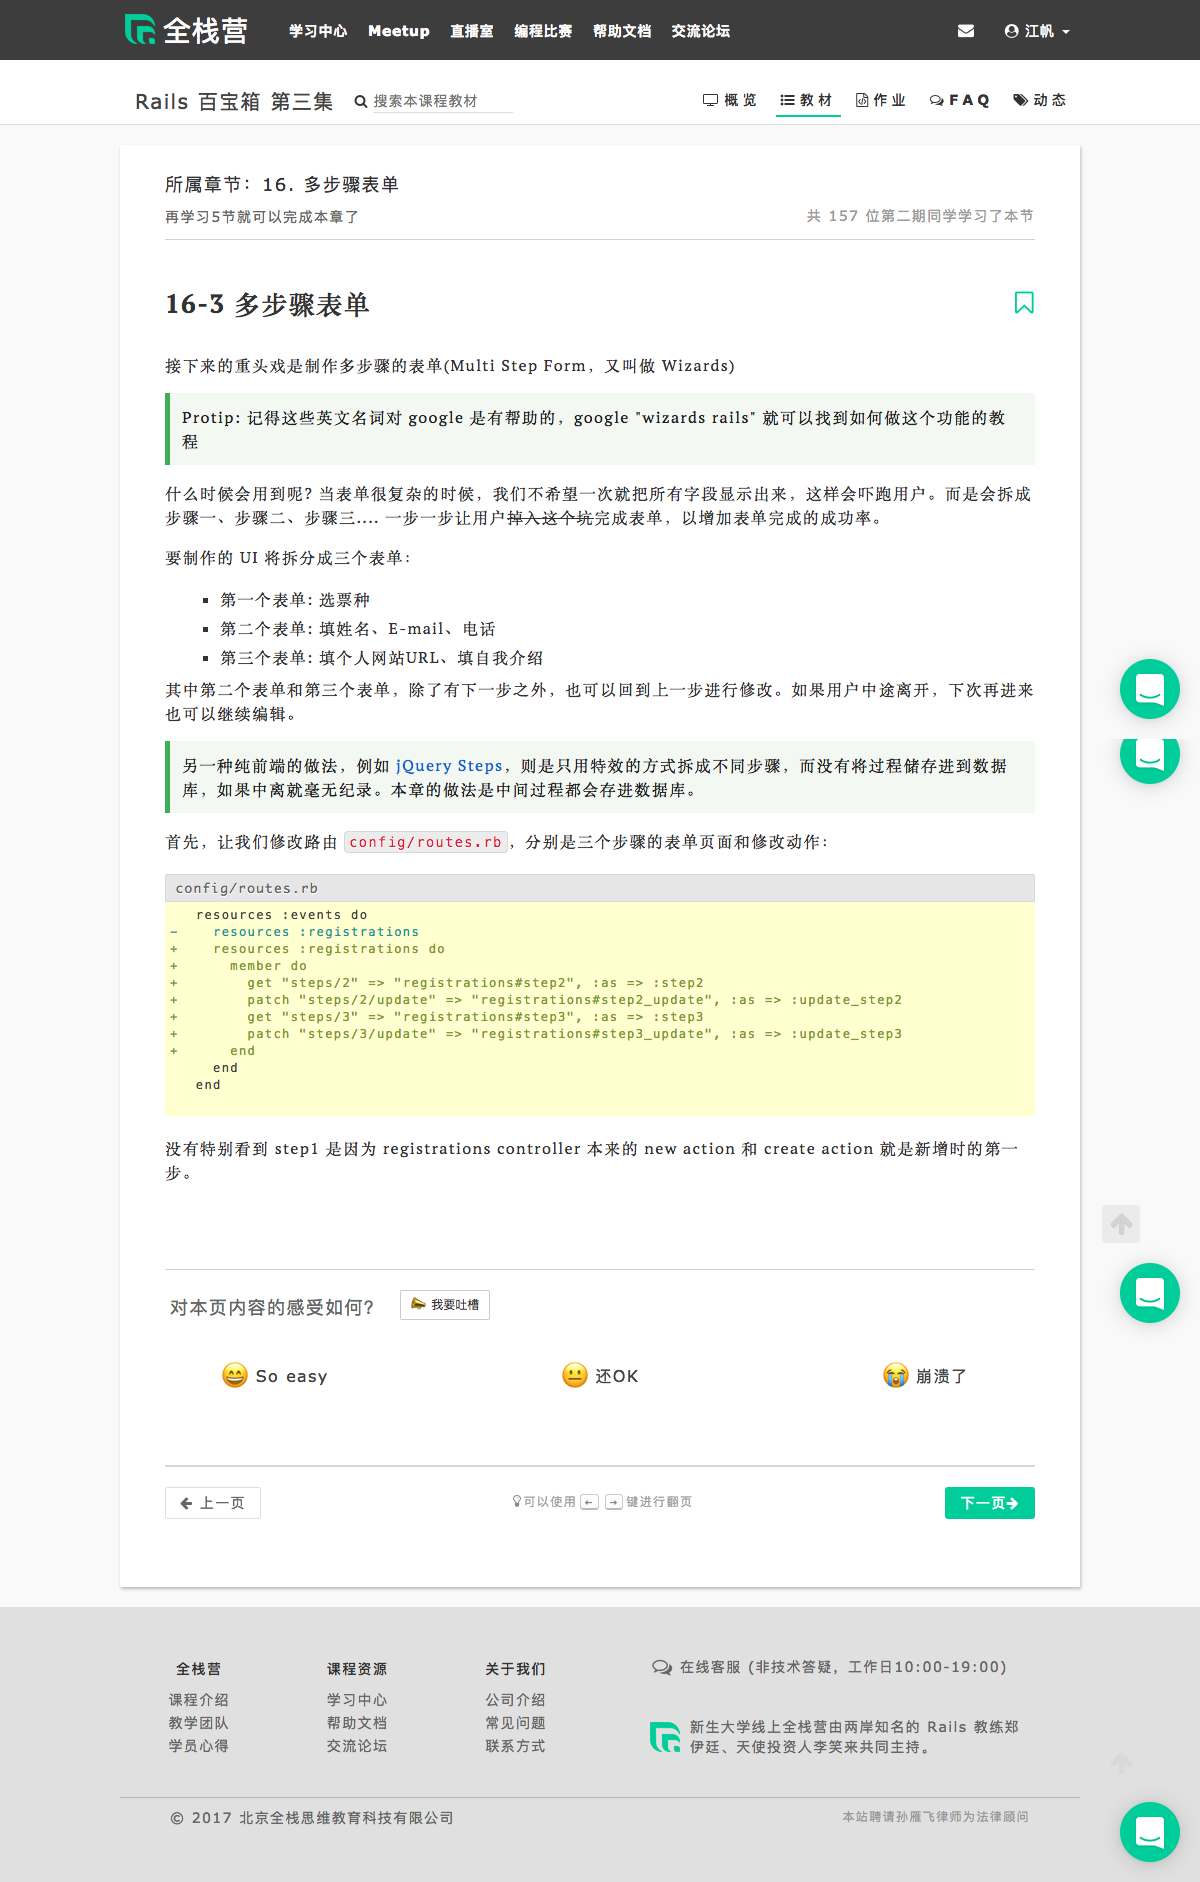 全栈营 学习中心 Meetup 直播室 编程比赛 帮助文档 交流论坛 江帆
Rails 百宝箱 第三集 搜索本课程教材 概览 教材 作业 FAQ 动态
所属章节：16. 多步骤表单
再学习5节就可以完成本章了 共 157 位第二期同学学习了本节
16-3 多步骤表单
接下来的重头戏是制作多步骤的表单(Multi Step Form，又叫做 Wizards)
Protip: 记得这些英文名词对 google 是有帮助的，google "wizards rails" 就可以找到如何做这个功能的教
程
什么时候会用到呢? 当表单很复杂的时候，我们不希望一次就把所有字段显示出来，这样会吓跑用户。而是会拆成
步骤一、步骤二、步骤三.... 一步一步让用户掉入这个坑完成表单，以增加表单完成的成功率。
要制作的 UI 将拆分成三个表单：
▪ 第一个表单: 选票种
▪ 第二个表单: 填姓名、E-mail、电话
▪ 第三个表单: 填个人网站URL、填自我介绍
其中第二个表单和第三个表单，除了有下一步之外，也可以回到上一步进行修改。如果用户中途离开，下次再进来
也可以继续编辑。
另一种纯前端的做法，例如 jQuery Steps，则是只用特效的方式拆成不同步骤，而没有将过程储存进到数据
库，如果中离就毫无纪录。本章的做法是中间过程都会存进数据库。
首先，让我们修改路由 config/routes.rb，分别是三个步骤的表单页面和修改动作：
config/routes.rb
   resources :events do
-    resources :registrations
+    resources :registrations do
+      member do
+        get "steps/2" => "registrations#step2", :as => :step2
+        patch "steps/2/update" => "registrations#step2_update", :as => :update_step2
+        get "steps/3" => "registrations#step3", :as => :step3
+        patch "steps/3/update" => "registrations#step3_update", :as => :update_step3
+      end
     end
   end
没有特别看到 step1 是因为 registrations controller 本来的 new action 和 create action 就是新增时的第一
步。
对本页内容的感受如何? 我要吐槽
So easy 还OK 崩溃了
上一页 可以使用 ← → 键进行翻页 下一页
全栈营 课程资源 关于我们 在线客服 (非技术答疑，工作日10:00-19:00)
课程介绍 学习中心 公司介绍
教学团队 帮助文档 常见问题 新生大学线上全栈营由两岸知名的 Rails 教练郑
学员心得 交流论坛 联系方式 伊廷、天使投资人李笑来共同主持。
© 2017 北京全栈思维教育科技有限公司 本站聘请孙雁飞律师为法律顾问